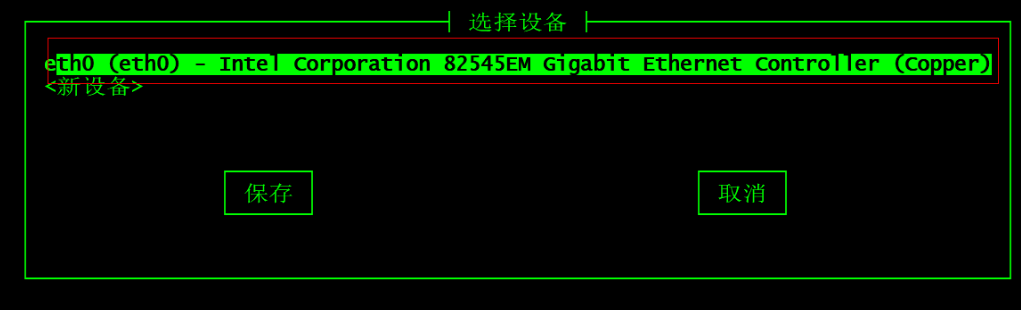 选择设备
eth0 (eth0) - Intel Corporation 82545EM Gigabit Ethernet Controller (Copper)
<新设备>
保存 取消